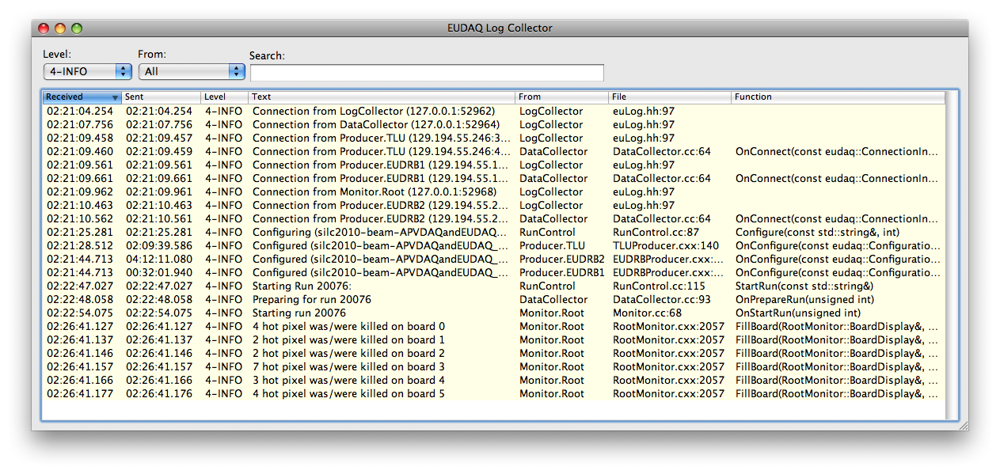 EUDAQ Log Collector
Level: From: Search:
4-INFO All
Received Sent Level Text From File Function
02:21:04.254 02:21:04.254 4-INFO Connection from LogCollector (127.0.0.1:52962) LogCollector euLog.hh:97
02:21:07.756 02:21:07.756 4-INFO Connection from DataCollector (127.0.0.1:52964) LogCollector euLog.hh:97
02:21:09.458 02:21:09.457 4-INFO Connection from Producer.TLU (129.194.55.246:3... LogCollector euLog.hh:97
02:21:09.460 02:21:09.459 4-INFO Connection from Producer.TLU (129.194.55.246:4... DataCollector DataCollector.cc:64 OnConnect(const eudaq::ConnectionIn...
02:21:09.561 02:21:09.561 4-INFO Connection from Producer.EUDRB1 (129.194.55.1... LogCollector euLog.hh:97
02:21:09.661 02:21:09.661 4-INFO Connection from Producer.EUDRB1 (129.194.55.1... DataCollector DataCollector.cc:64 OnConnect(const eudaq::ConnectionIn...
02:21:09.962 02:21:09.961 4-INFO Connection from Monitor.Root (127.0.0.1:52968) LogCollector euLog.hh:97
02:21:10.463 02:21:10.463 4-INFO Connection from Producer.EUDRB2 (129.194.55.2... LogCollector euLog.hh:97
02:21:10.562 02:21:10.561 4-INFO Connection from Producer.EUDRB2 (129.194.55.2... DataCollector DataCollector.cc:64 OnConnect(const eudaq::ConnectionIn...
02:21:25.281 02:21:25.281 4-INFO Configuring (silc2010-beam-APVDAQandEUDAQ... RunControl RunControl.cc:87 Configure(const std::string&, int)
02:21:28.512 02:09:39.586 4-INFO Configured (silc2010-beam-APVDAQandEUDAQ_... Producer.TLU TLUProducer.cxx:140 OnConfigure(const eudaq::Configuratio...
02:21:44.713 04:12:11.080 4-INFO Configured (silc2010-beam-APVDAQandEUDAQ_... Producer.EUDRB2 EUDRBProducer.cxx:... OnConfigure(const eudaq::Configuratio...
02:21:44.713 00:32:01.940 4-INFO Configured (silc2010-beam-APVDAQandEUDAQ_... Producer.EUDRB1 EUDRBProducer.cxx:... OnConfigure(const eudaq::Configuratio...
02:22:47.027 02:22:47.027 4-INFO Starting Run 20076: RunControl RunControl.cc:115 StartRun(const std::string&)
02:22:48.058 02:22:48.058 4-INFO Preparing for run 20076 DataCollector DataCollector.cc:93 OnPrepareRun(unsigned int)
02:22:54.075 02:22:54.075 4-INFO Starting run 20076 Monitor.Root Monitor.cc:68 OnStartRun(unsigned int)
02:26:41.127 02:26:41.127 4-INFO 4 hot pixel was/were killed on board 0 Monitor.Root RootMonitor.cxx:2057 FillBoard(RootMonitor::BoardDisplay&, ...
02:26:41.137 02:26:41.137 4-INFO 2 hot pixel was/were killed on board 1 Monitor.Root RootMonitor.cxx:2057 FillBoard(RootMonitor::BoardDisplay&, ...
02:26:41.146 02:26:41.146 4-INFO 2 hot pixel was/were killed on board 2 Monitor.Root RootMonitor.cxx:2057 FillBoard(RootMonitor::BoardDisplay&, ...
02:26:41.157 02:26:41.157 4-INFO 7 hot pixel was/were killed on board 3 Monitor.Root RootMonitor.cxx:2057 FillBoard(RootMonitor::BoardDisplay&, ...
02:26:41.166 02:26:41.166 4-INFO 3 hot pixel was/were killed on board 4 Monitor.Root RootMonitor.cxx:2057 FillBoard(RootMonitor::BoardDisplay&, ...
02:26:41.177 02:26:41.176 4-INFO 4 hot pixel was/were killed on board 5 Monitor.Root RootMonitor.cxx:2057 FillBoard(RootMonitor::BoardDisplay&, ...